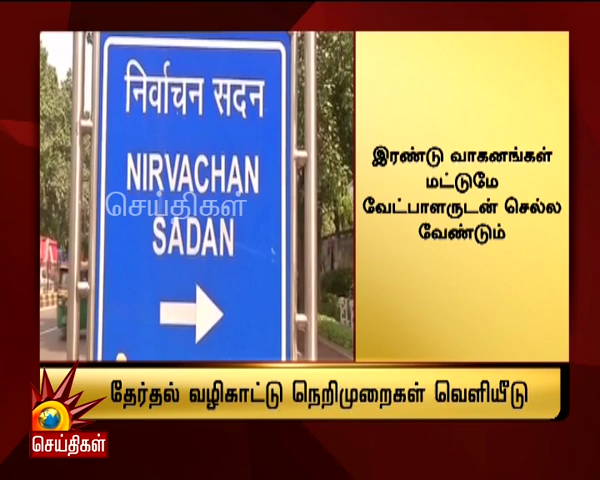 निर्वाचन सदन
NIRVACHAN
செய்திகள்
SADAN
இரண்டு வாகனங்கள்
மட்டுமே
வேட்பாளருடன் செல்ல
வேண்டும்
தேர்தல் வழிகாட்டு நெறிமுறைகள் வெளியீடு
செய்திகள்